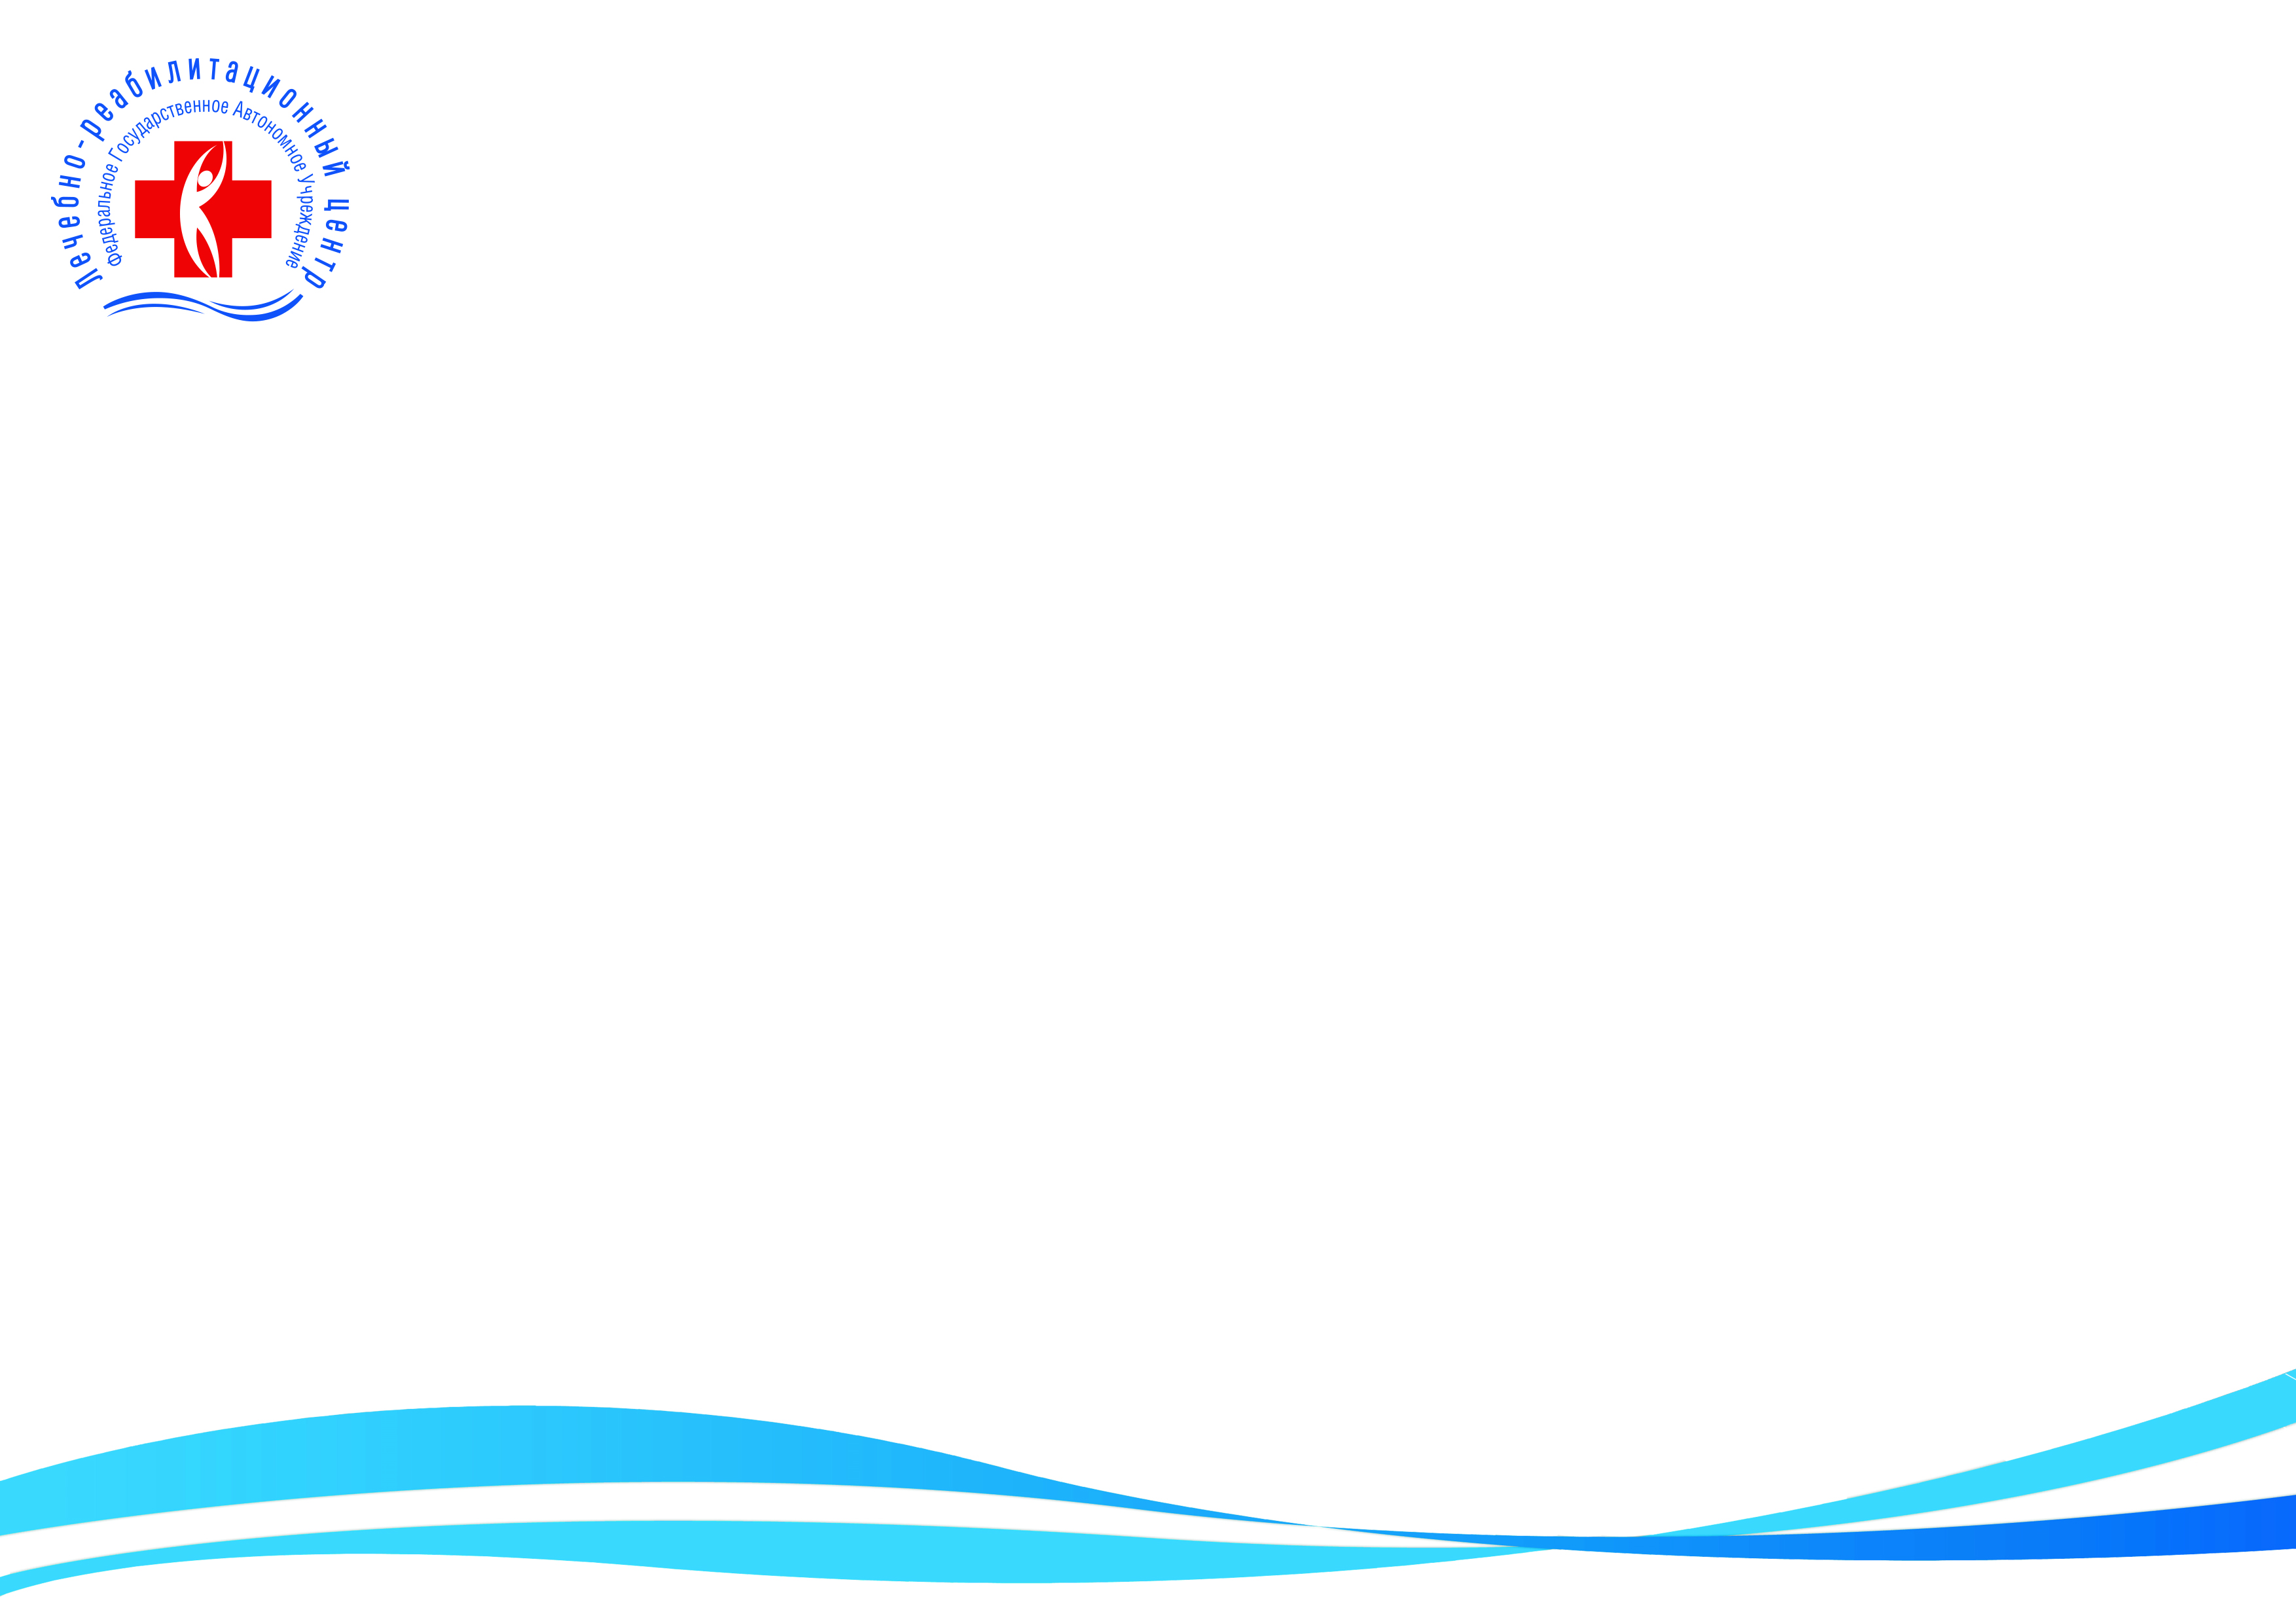 Лечебно-реабилитационный центр
Федеральное Государственное Автономное Учреждение